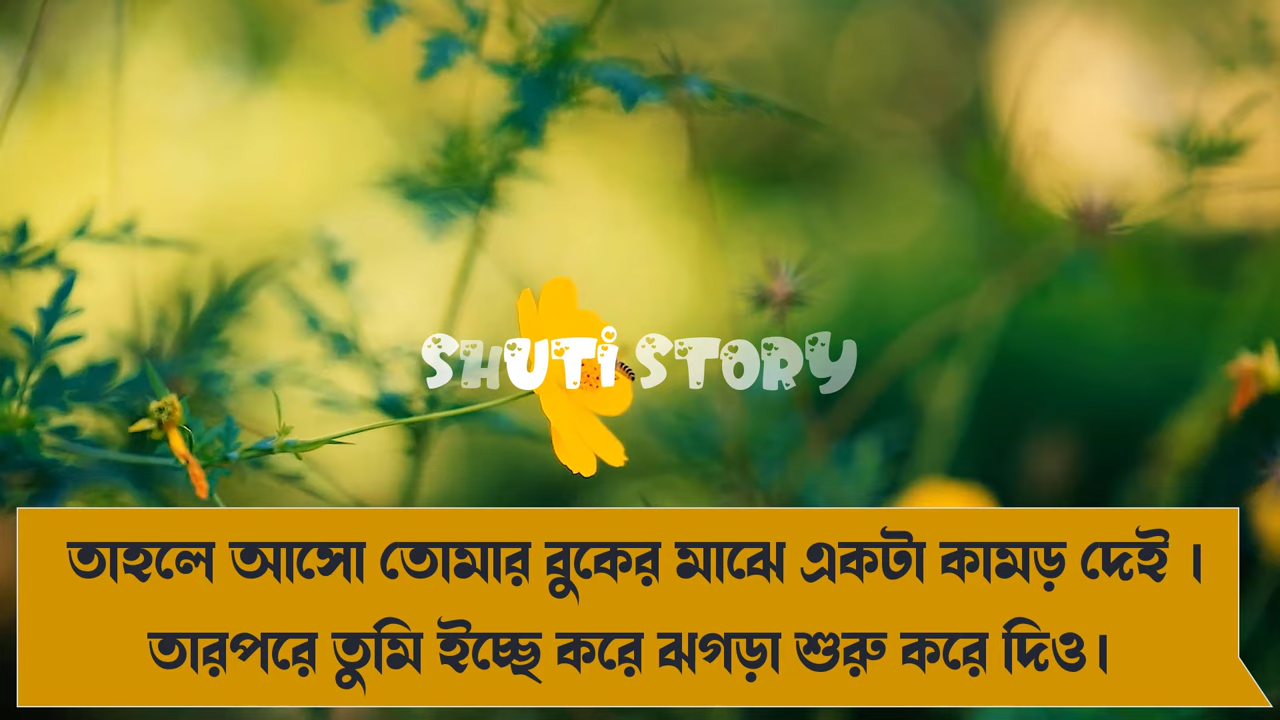 SHUTi STORY
তাহলে আসো তোমার বুকের মাঝে একটা কামড় দেই ।
তারপরে তুমি ইচ্ছে করে ঝগড়া শুরু করে দিও।